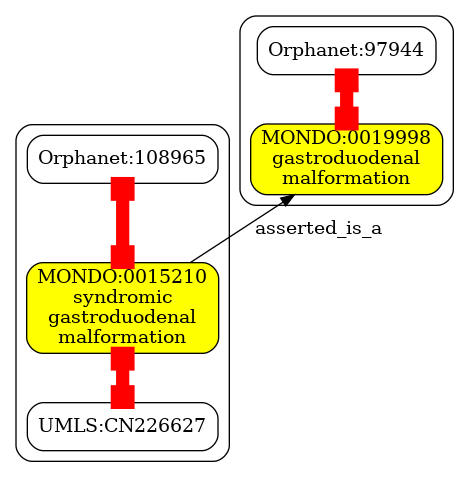 Orphanet:97944
MONDO:0019998
gastroduodenal
malformation
Orphanet:108965
asserted_is_a
MONDO:0015210
syndromic
gastroduodenal
malformation
UMLS:CN226627